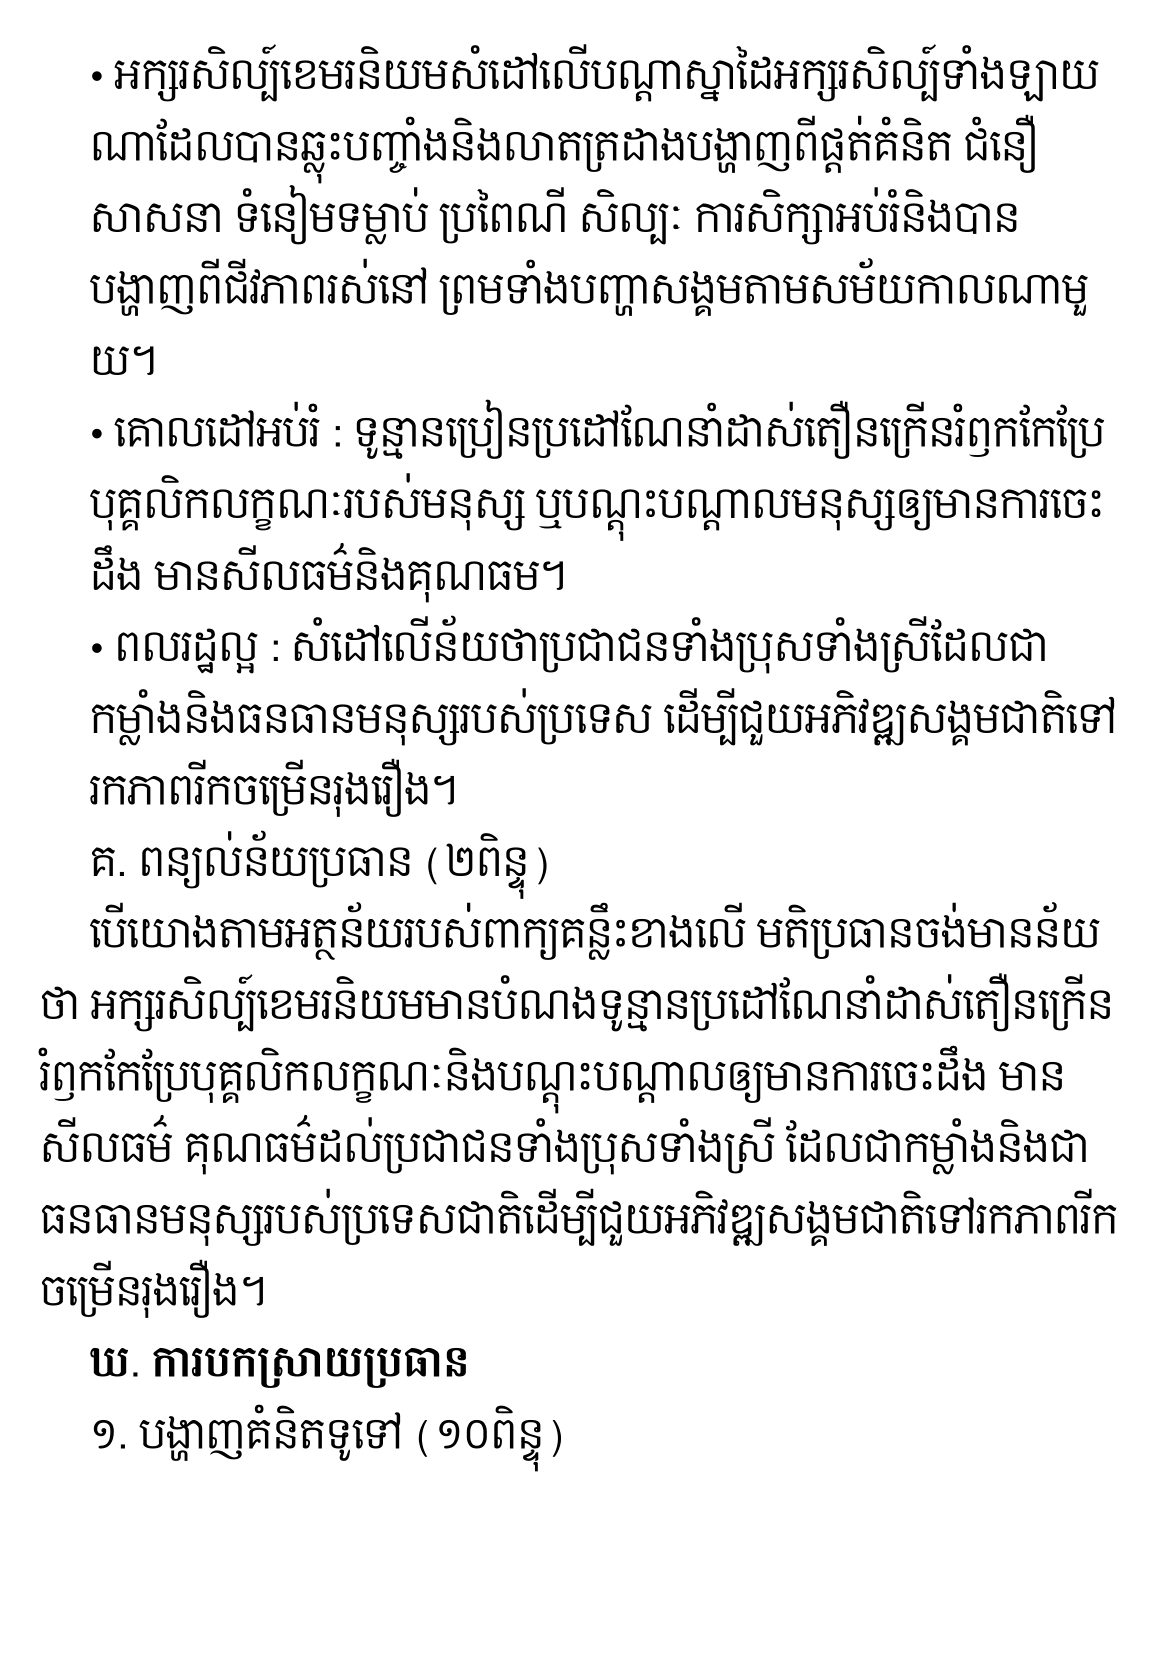 • អក្សរសិល្ប៍ខេមរនិយមសំដៅលើបណ្តាស្នាដៃអក្សរសិល្ប៍ទាំងឡាយ
ណាដែលបានឆ្លុះបញ្ចាំងនិងលាតត្រដាងបង្ហាញពីផ្តត់គំនិត ជំនឿ
សាសនា ទំនៀមទម្លាប់ ប្រពៃណី សិល្បៈ ការសិក្សាអប់រំនិងបាន
បង្ហាញពីជីវភាពរស់នៅ ព្រមទាំងបញ្ហាសង្គមតាមសម័យកាលណាមួ
យ។
• គោលដៅអប់រំ : ទូន្មានប្រៀនប្រដៅណែនាំដាស់តឿនក្រើនរំឭកកែប្រែ
បុគ្គលិកលក្ខណៈរបស់មនុស្ស ឬបណ្តុះបណ្តាលមនុស្សឲ្យមានការចេះ
ដឹង មានសីលធម៌និងគុណធម។
• ពលរដ្ឋល្អ : សំដៅលើន័យថាប្រជាជនទាំងប្រុសទាំងស្រីដែលជា
កម្លាំងនិងធនធានមនុស្សរបស់ប្រទេស ដើម្បីជួយអភិវឌ្ឍសង្គមជាតិទៅ
រកភាពរីកចម្រើនរុងរឿង។
គ. ពន្យល់ន័យប្រធាន (២ពិន្ទុ)
បើយោងតាមអត្ថន័យរបស់ពាក្យគន្លឹះខាងលើ មតិប្រធានចង់មានន័យ
ថា អក្សរសិល្ប៍ខេមរនិយមមានបំណងទូន្មានប្រដៅណែនាំដាស់តឿនក្រើន
រំឭកកែប្រែបុគ្គលិកលក្ខណៈនិងបណ្តុះបណ្តាលឲ្យមានការចេះដឹង មាន
សីលធម៌ គុណធម៌ដល់ប្រជាជនទាំងប្រុសទាំងស្រី ដែលជាកម្លាំងនិងជា
ធនធានមនុស្សរបស់ប្រទេសជាតិដើម្បីជួយអភិវឌ្ឍសង្គមជាតិទៅរកភាពរីក
ចម្រើនរុងរឿង។
ឃ. ការបកស្រាយប្រធាន
១. បង្ហាញគំនិតទូទៅ (១០ពិន្ទុ)